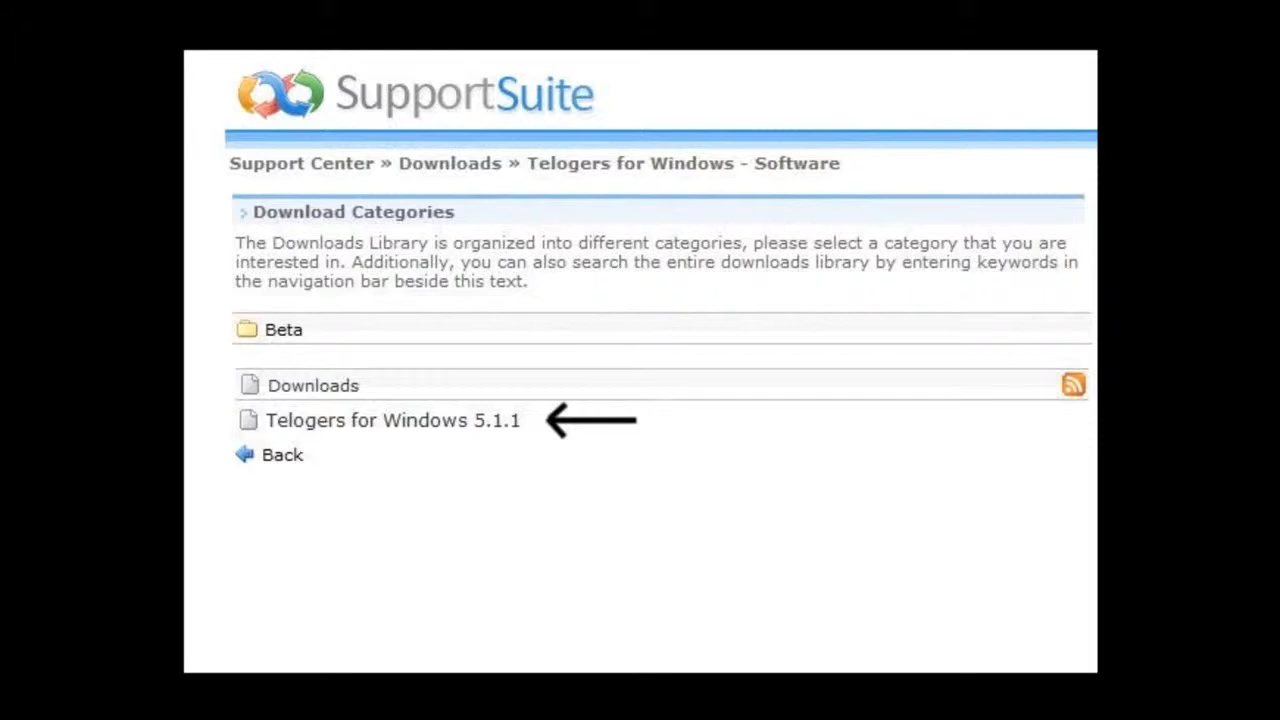 SupportSuite
Support Center » Downloads » Telogers for Windows - Software
Download Categories
The Downloads Library is organized into different categories, please select a category that you are
interested in. Additionally, you can also search the entire downloads library by entering keywords in
the navigation bar beside this text.
Beta
Downloads
Telogers for Windows 5.1.1
Back